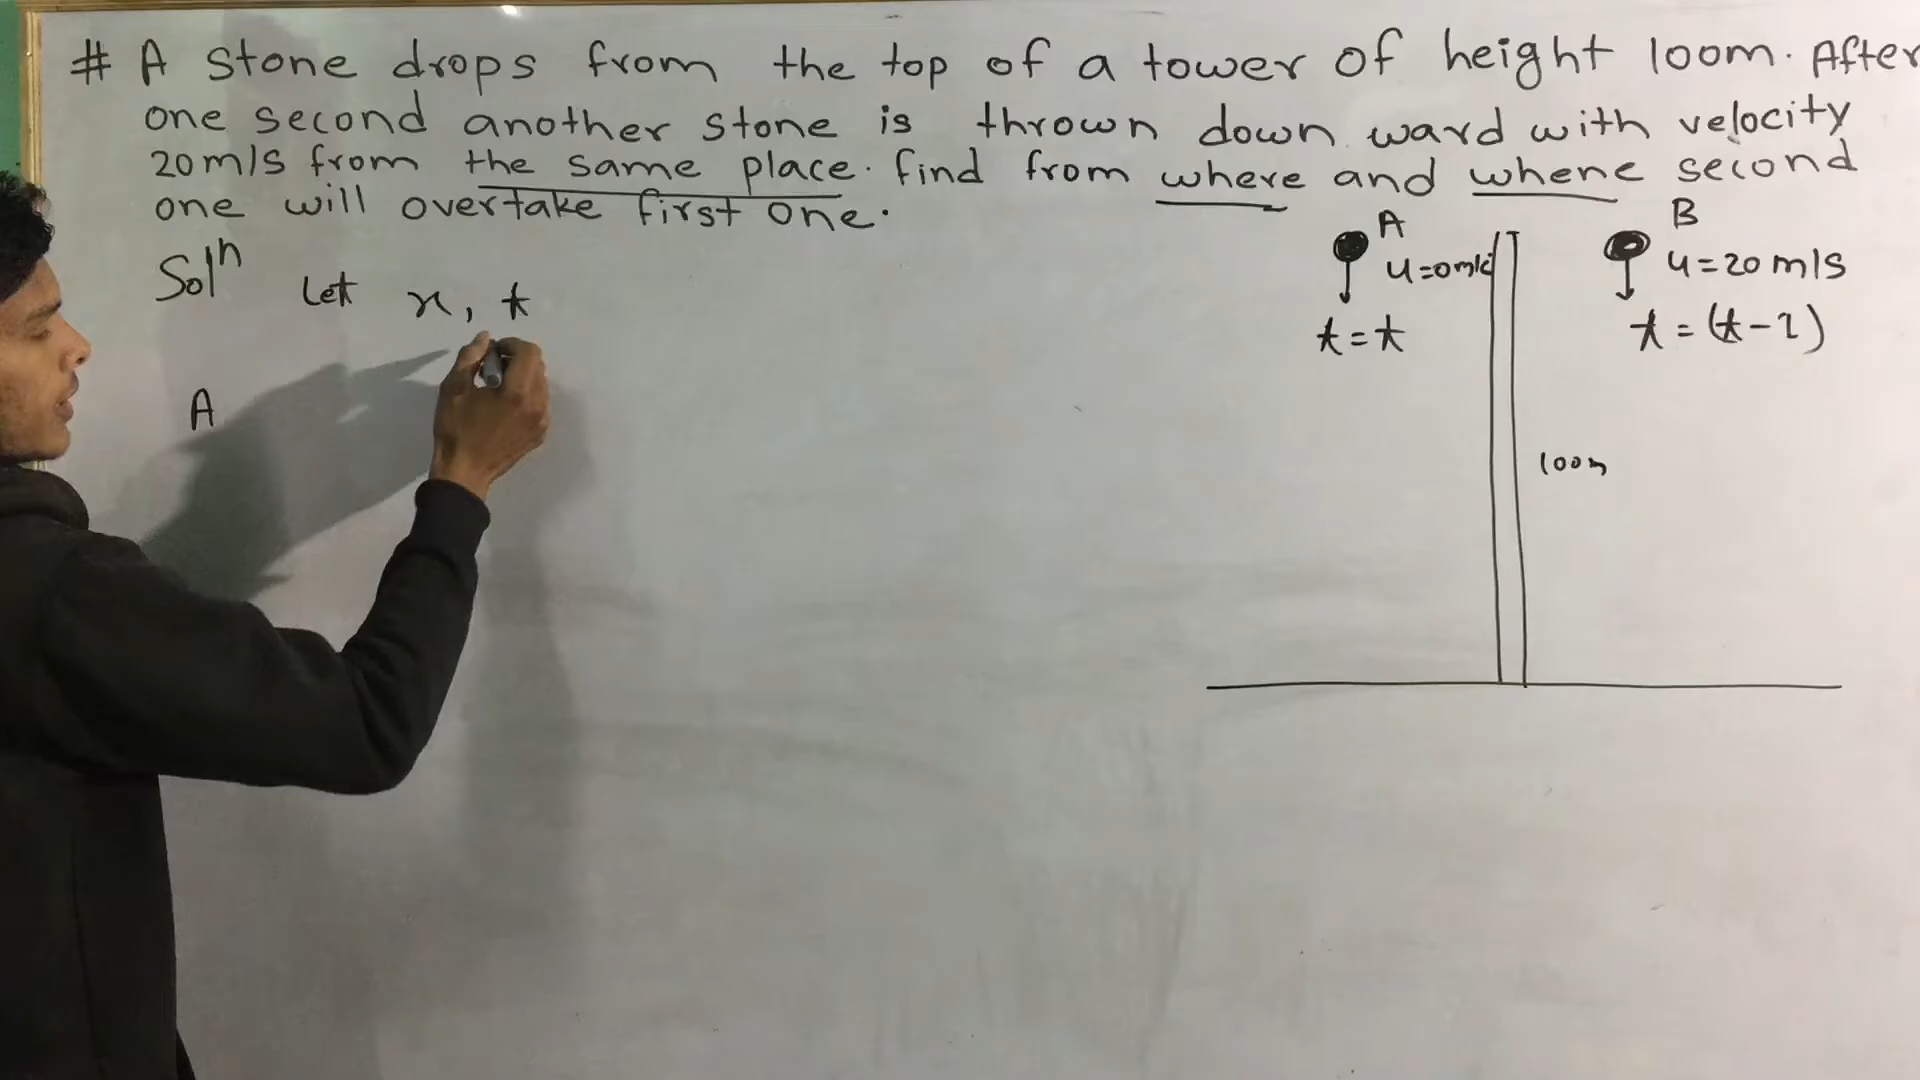 # A stone drops from the top of a tower of height 100m. After
one second another stone is thrown down ward with velocity
20m/s from the same place. find from where and whene second
one will overtake first one.
Solⁿ Let x, t
A
A
u=0m/s
t=t
B
u=20m/s
t=(t-1)
100m